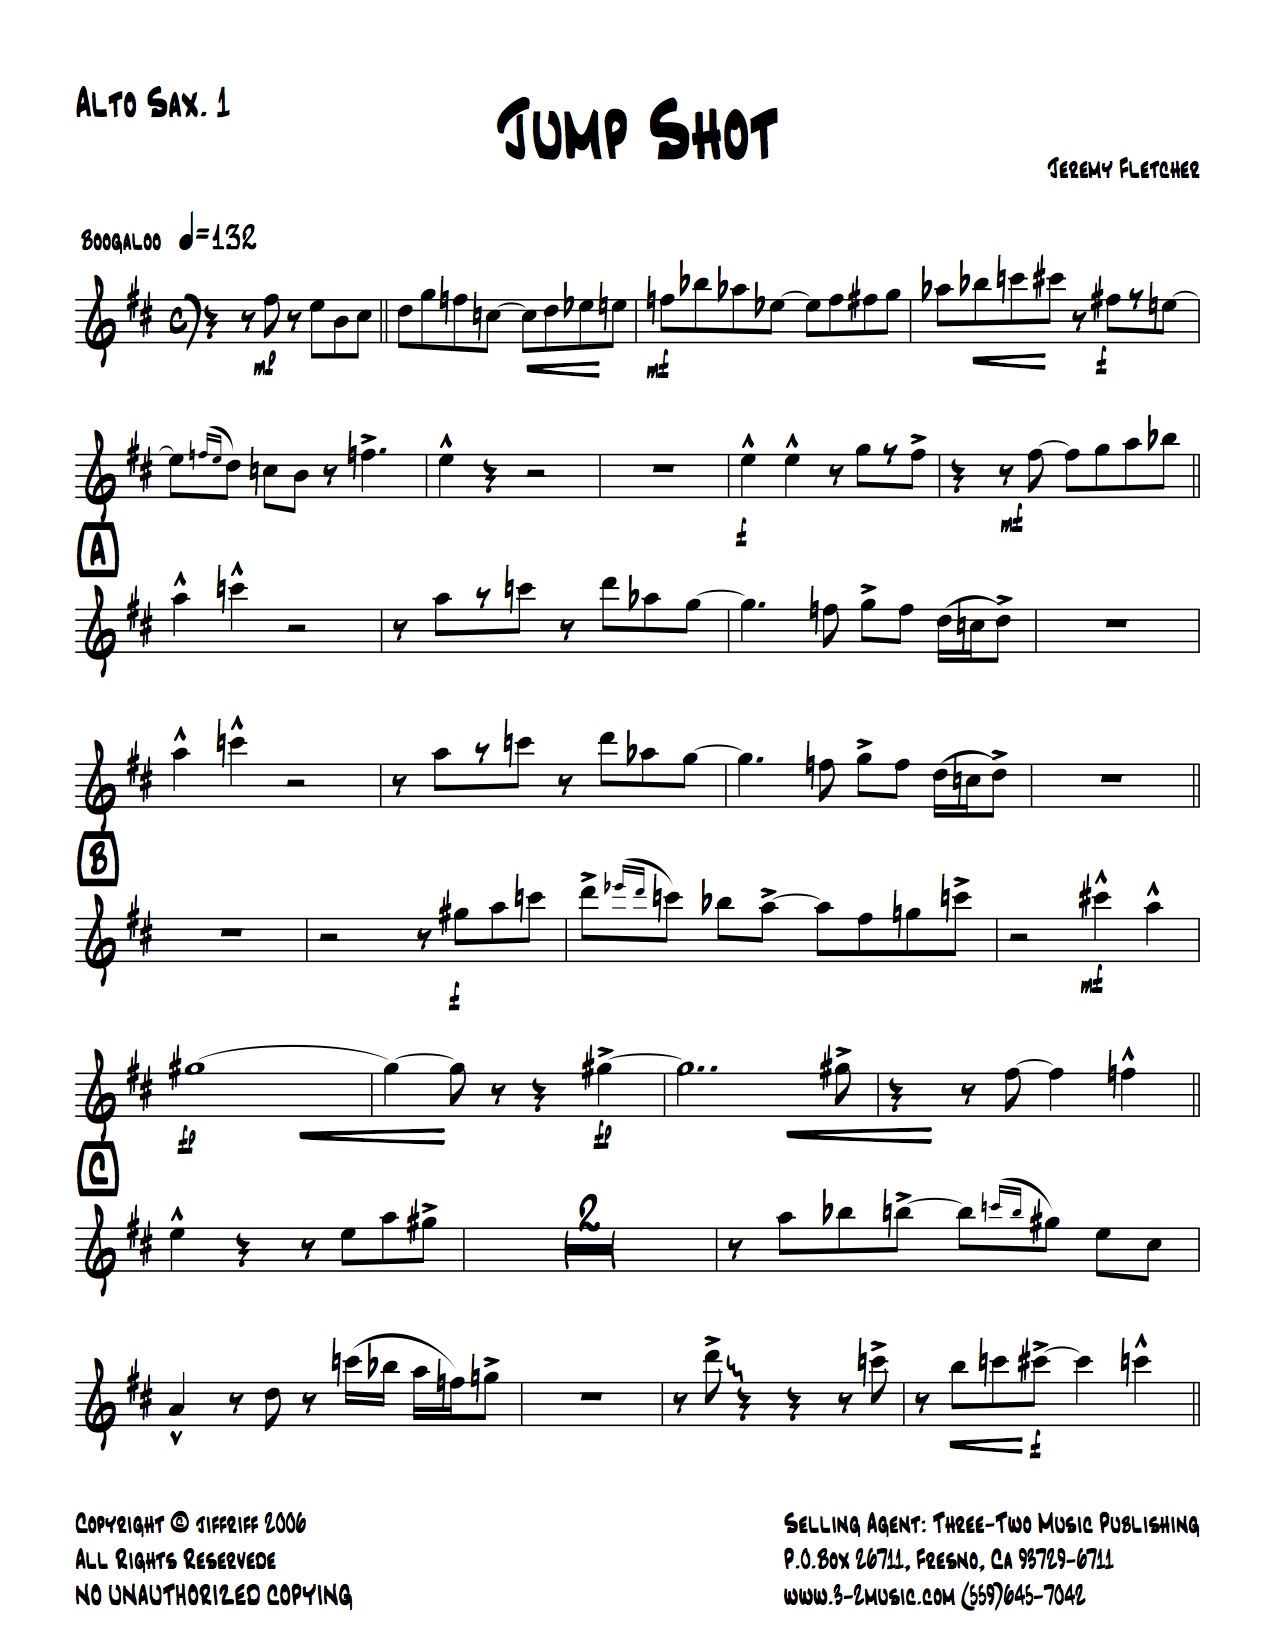 Alto Sax. 1
Jump Shot
Jeremy Fletcher
Boogaloo ♩=132
mf
mf
f
f
mf
A
B
f
mf
fp
fp
C
2
f
Copyright © Jiffriff 2006
All Rights Reservede
NO UNAUTHORIZED COPYING
Selling Agent: Three-Two Music Publishing
P.O.Box 26711, Fresno, Ca 93729-6711
www.3-2music.com (559)645-7042